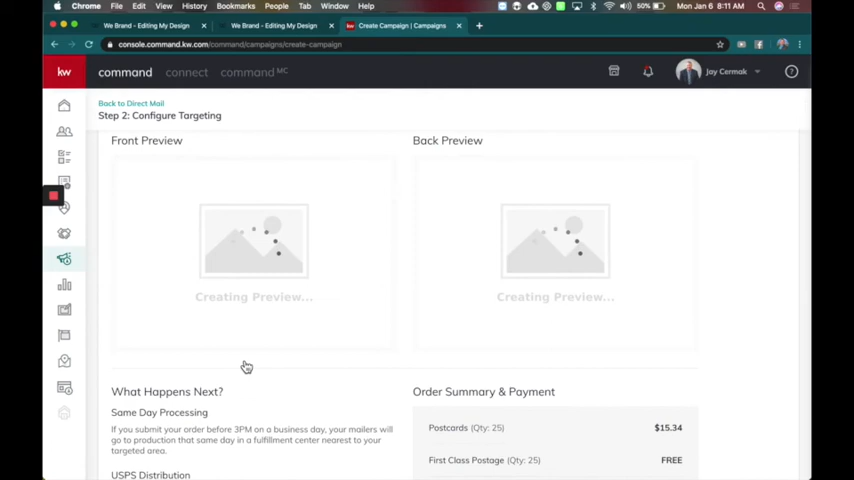 Chrome File Edit View History Bookmarks People Tab Window Help 50% Mon Jan 6 8:11 AM
We Brand - Editing My Design We Brand - Editing My Design Create Campaign | Campaigns
console.command.kw.com/command/campaigns/create-campaign
kw command connect command MC Jay Cermak
Back to Direct Mail
Step 2: Configure Targeting
Front Preview Back Preview
Creating Preview... Creating Preview...
What Happens Next? Order Summary & Payment
Same Day Processing
Postcards (Qty: 25) $15.34
If you submit your order before 3PM on a business day, your mailers will
go to production that same day in a fulfillment center nearest to your
targeted area.
First Class Postage (Qty: 25) FREE
USPS Distribution